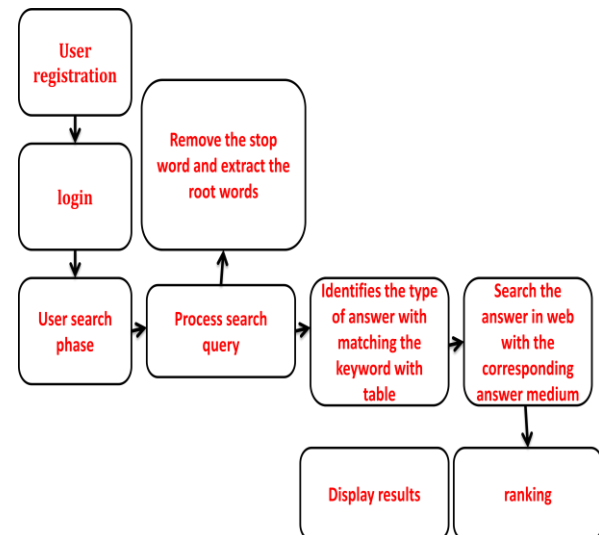 User
registration
Remove the stop
word and extract the
root words
login
User search
phase
Process search
query
Identifies the type
of answer with
matching the
keyword with
table
Search the
answer in web
with the
corresponding
answer medium
Display results
ranking